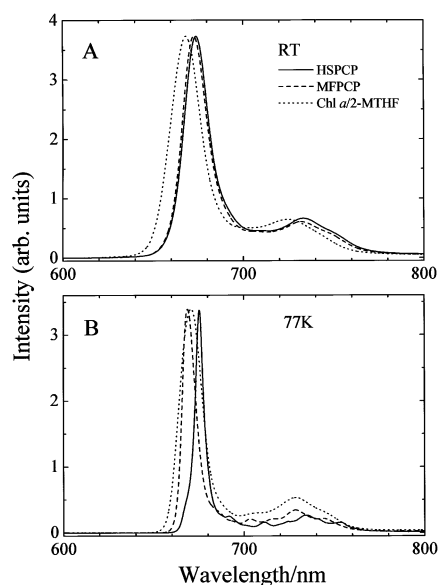 4
A
RT
HSPCP
MFPCP
Chl a/2-MTHF
3
2
1
0
600
700
800
Intensity (arb. units)
B
77K
3
2
1
0
600
700
800
Wavelength/nm